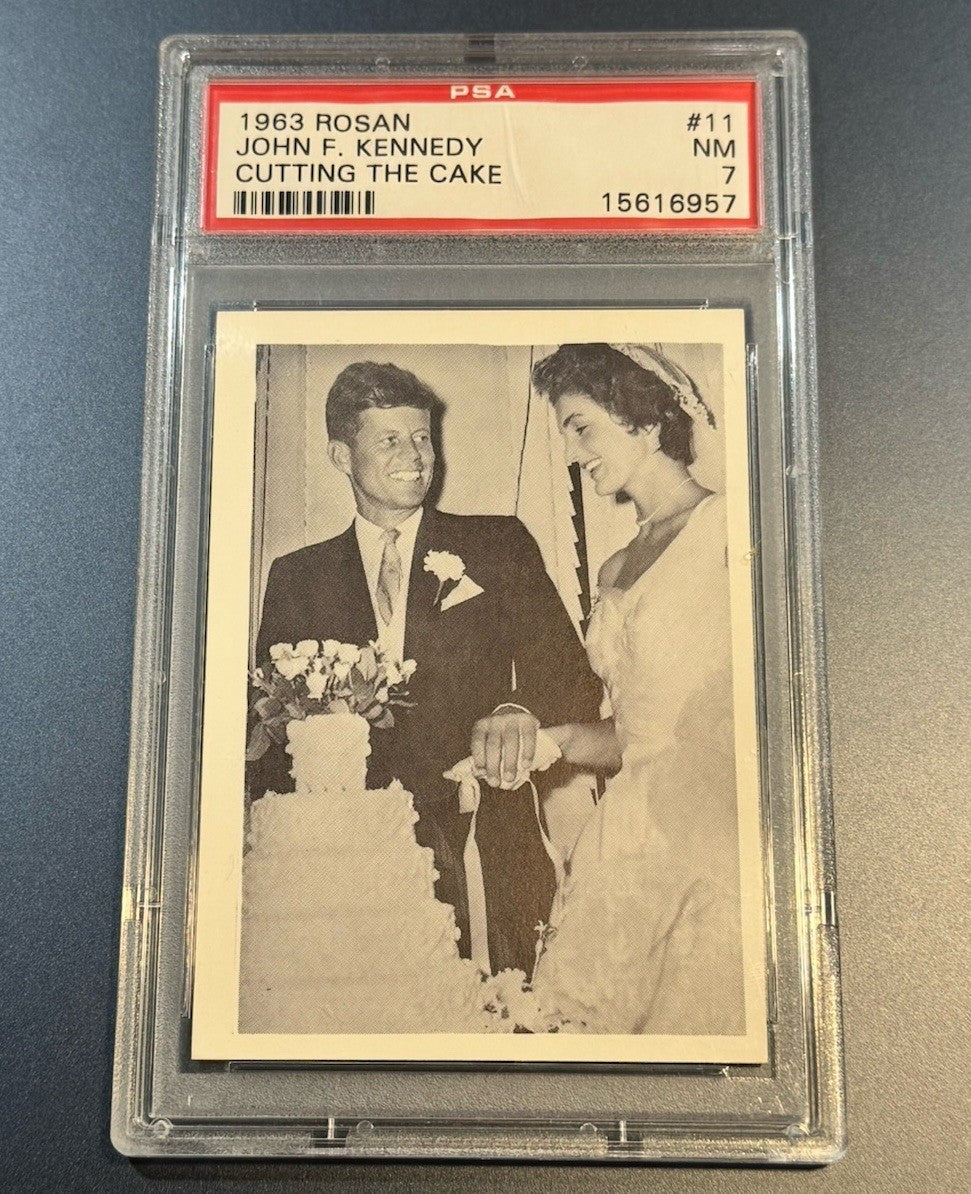 PSA
1963 ROSAN #11
JOHN F. KENNEDY NM
CUTTING THE CAKE 7
15616957